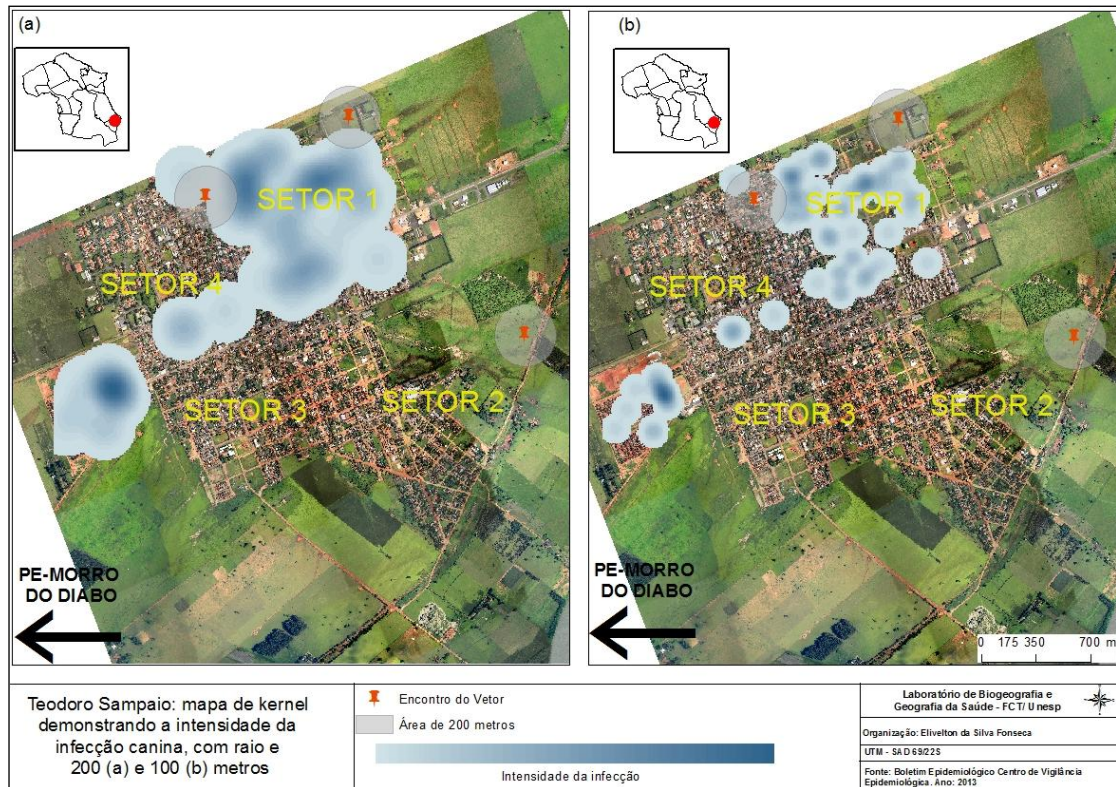 (a)
SETOR 1
SETOR 4
SETOR 3
SETOR 2
PE-MORRO
DO DIABO
(b)
SETOR 1
SETOR 4
SETOR 3
SETOR 2
PE-MORRO
DO DIABO
0 175 350 700 m
Teodoro Sampaio: mapa de kernel
demonstrando a intensidade da
infecção canina, com raio e
200 (a) e 100 (b) metros
Encontro do Vetor
Área de 200 metros
Intensidade da infecção
Laboratório de Biogeografia e
Geografia da Saúde - FCT/ Unesp
Organização: Elivelton da Silva Fonseca
UTM - SAD 69/22S
Fonte: Boletim Epidemiológico Centro de Vigilância
Epidemiológica. Ano: 2013